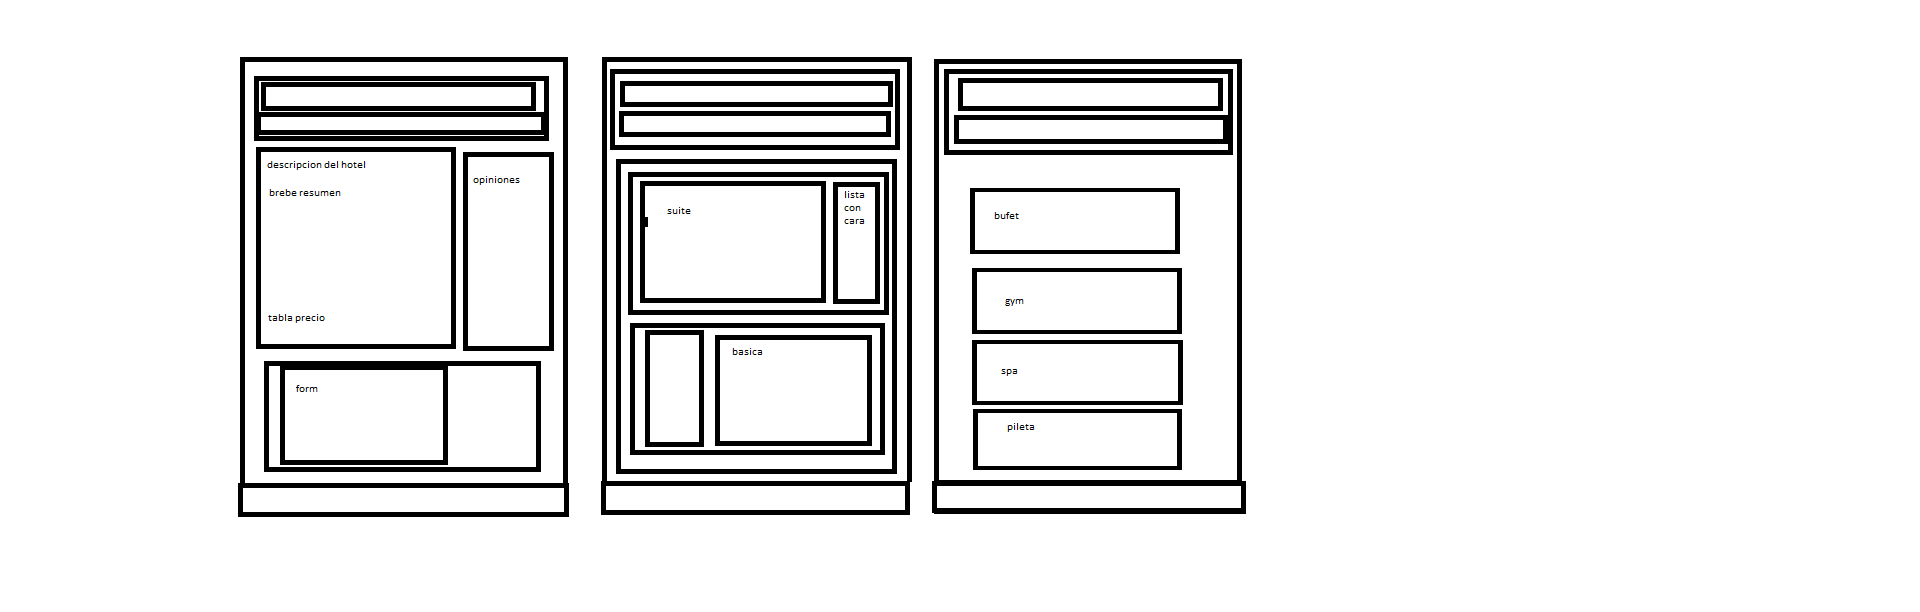 descripcion del hotel
brebe resumen
tabla precio
opiniones
form
suite
lista
con
cara
basica
bufet
gym
spa
pileta